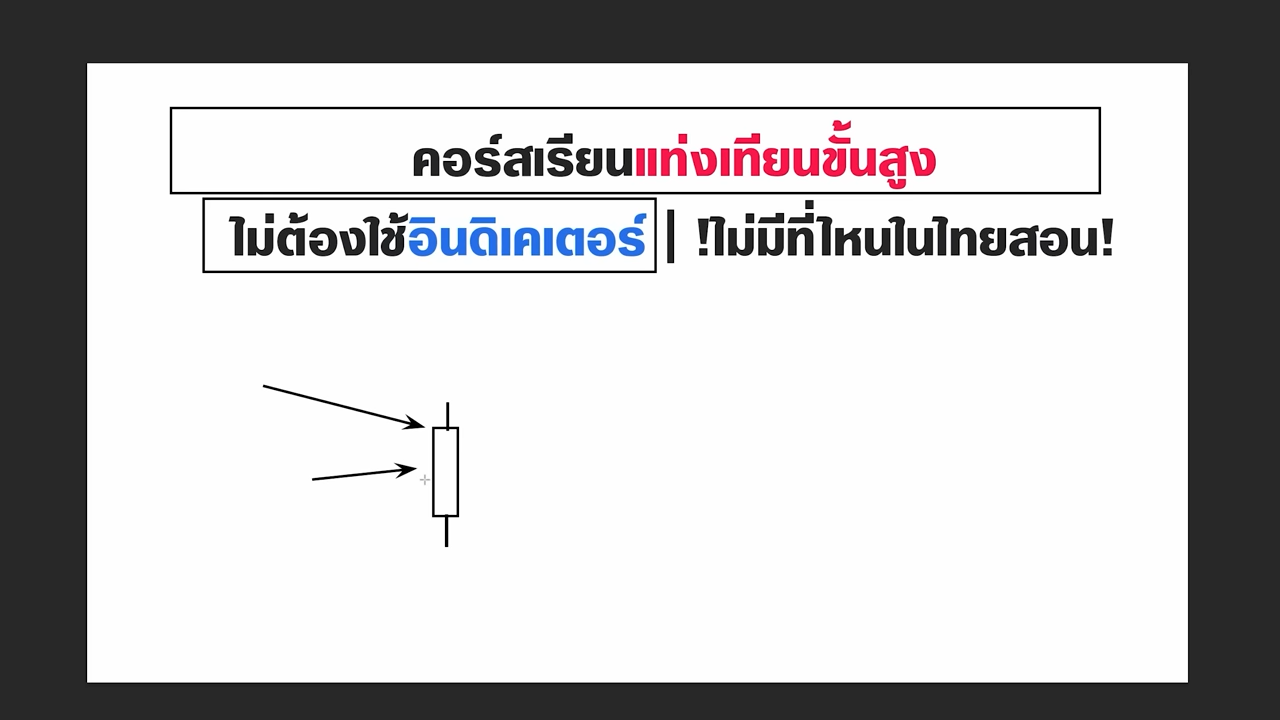 คอร์สเรียนแท่งเทียนขั้นสูง
ไม่ต้องใช้อินดิเคเตอร์ | !ไม่มีที่ไหนในไทยสอน!